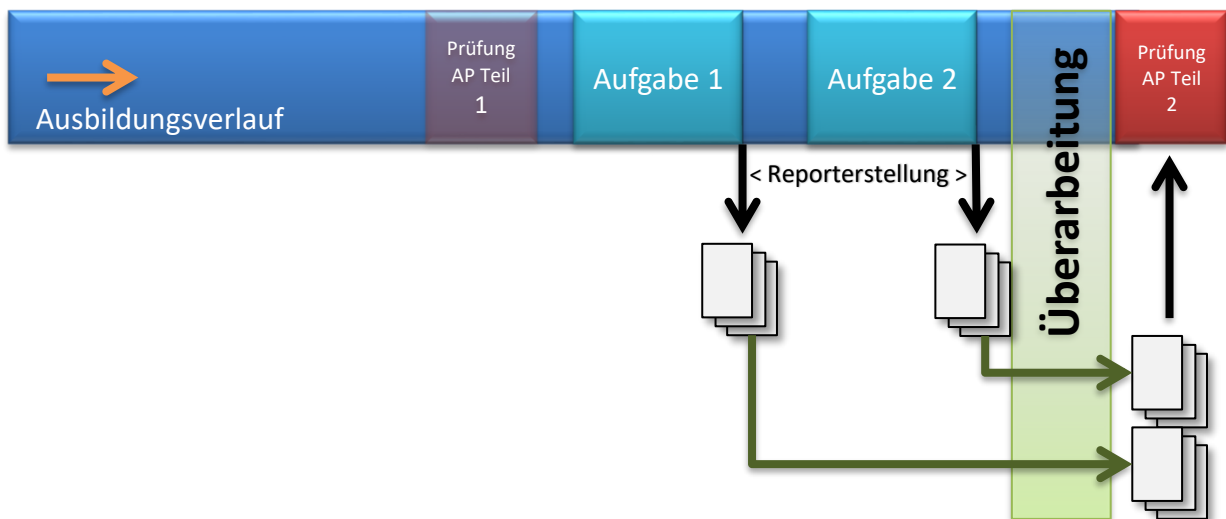 Ausbildungsverlauf
Prüfung
AP Teil
1
Aufgabe 1
Aufgabe 2
Überarbeitung
Prüfung
AP Teil
2
< Reporterstellung >